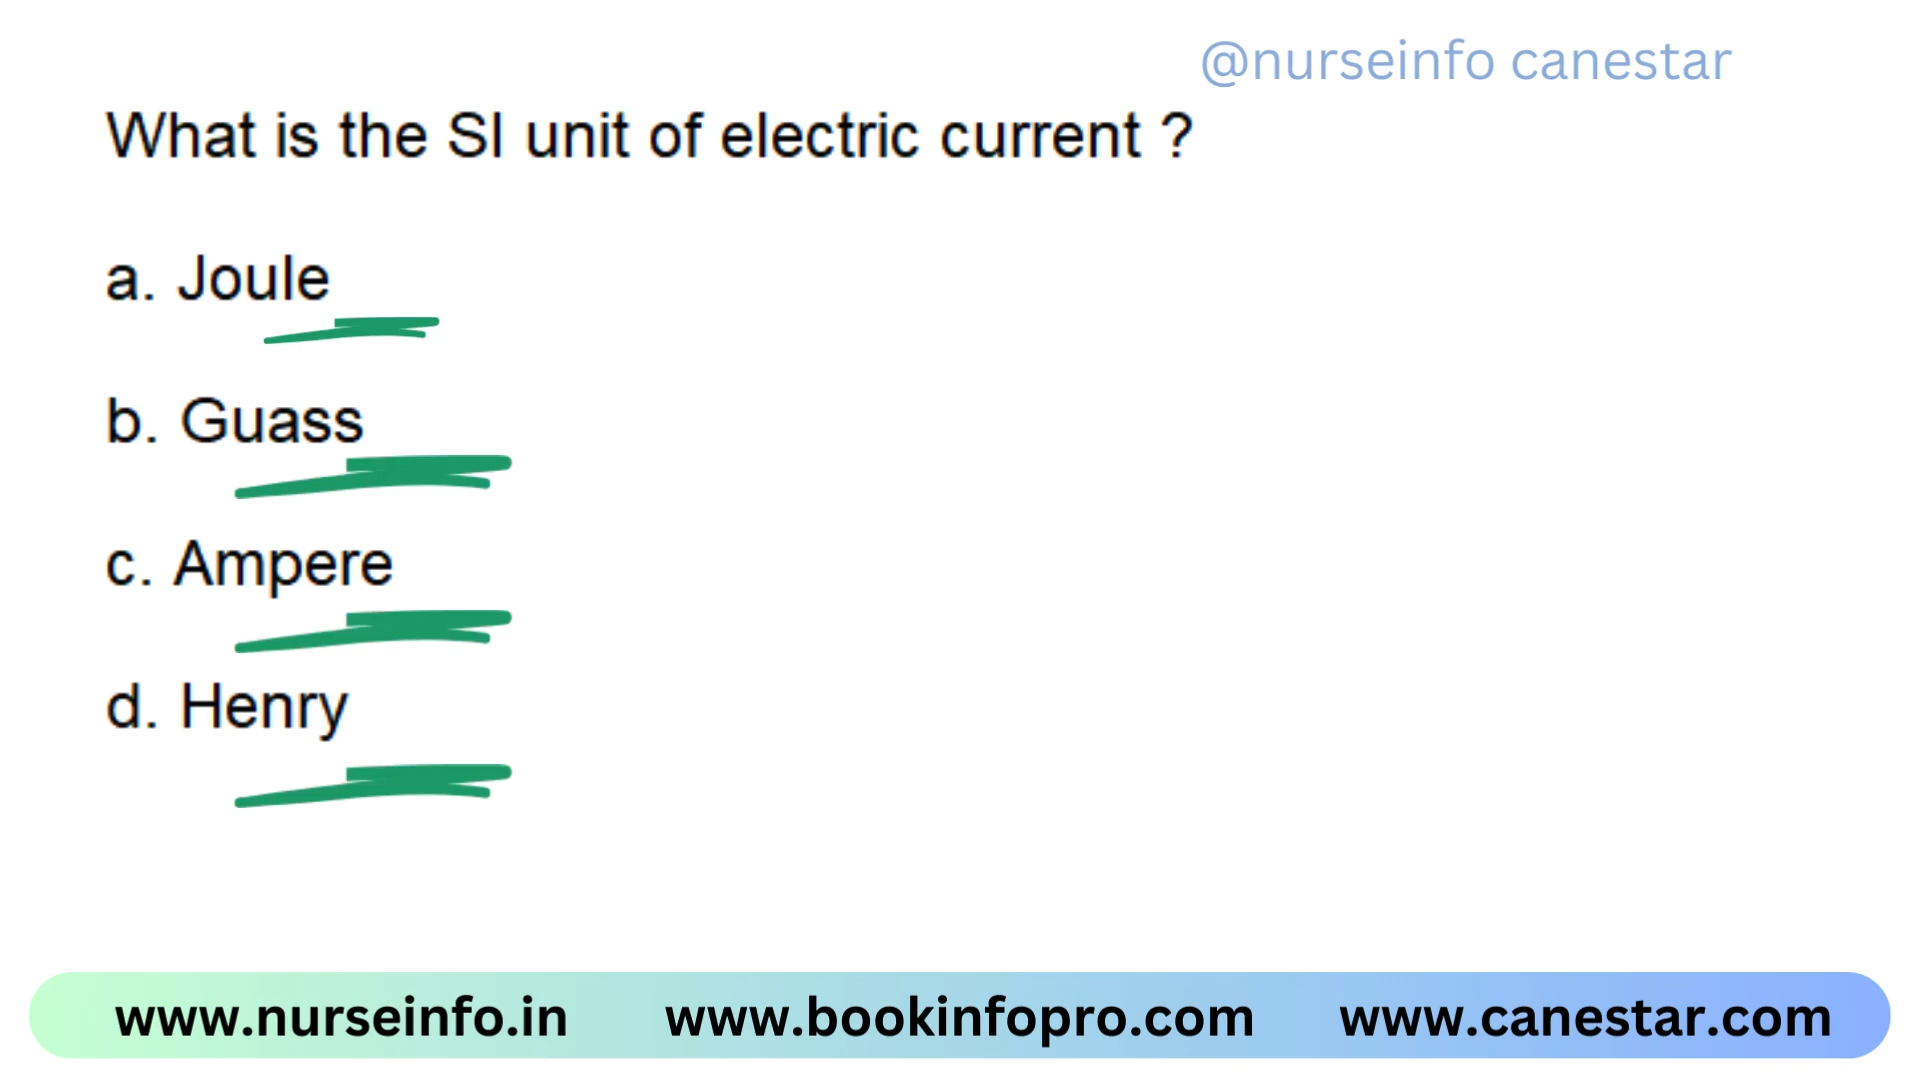 @nurseinfo canestar
What is the SI unit of electric current ?
a. Joule
b. Guass
c. Ampere
d. Henry
www.nurseinfo.in www.bookinfopro.com www.canestar.com